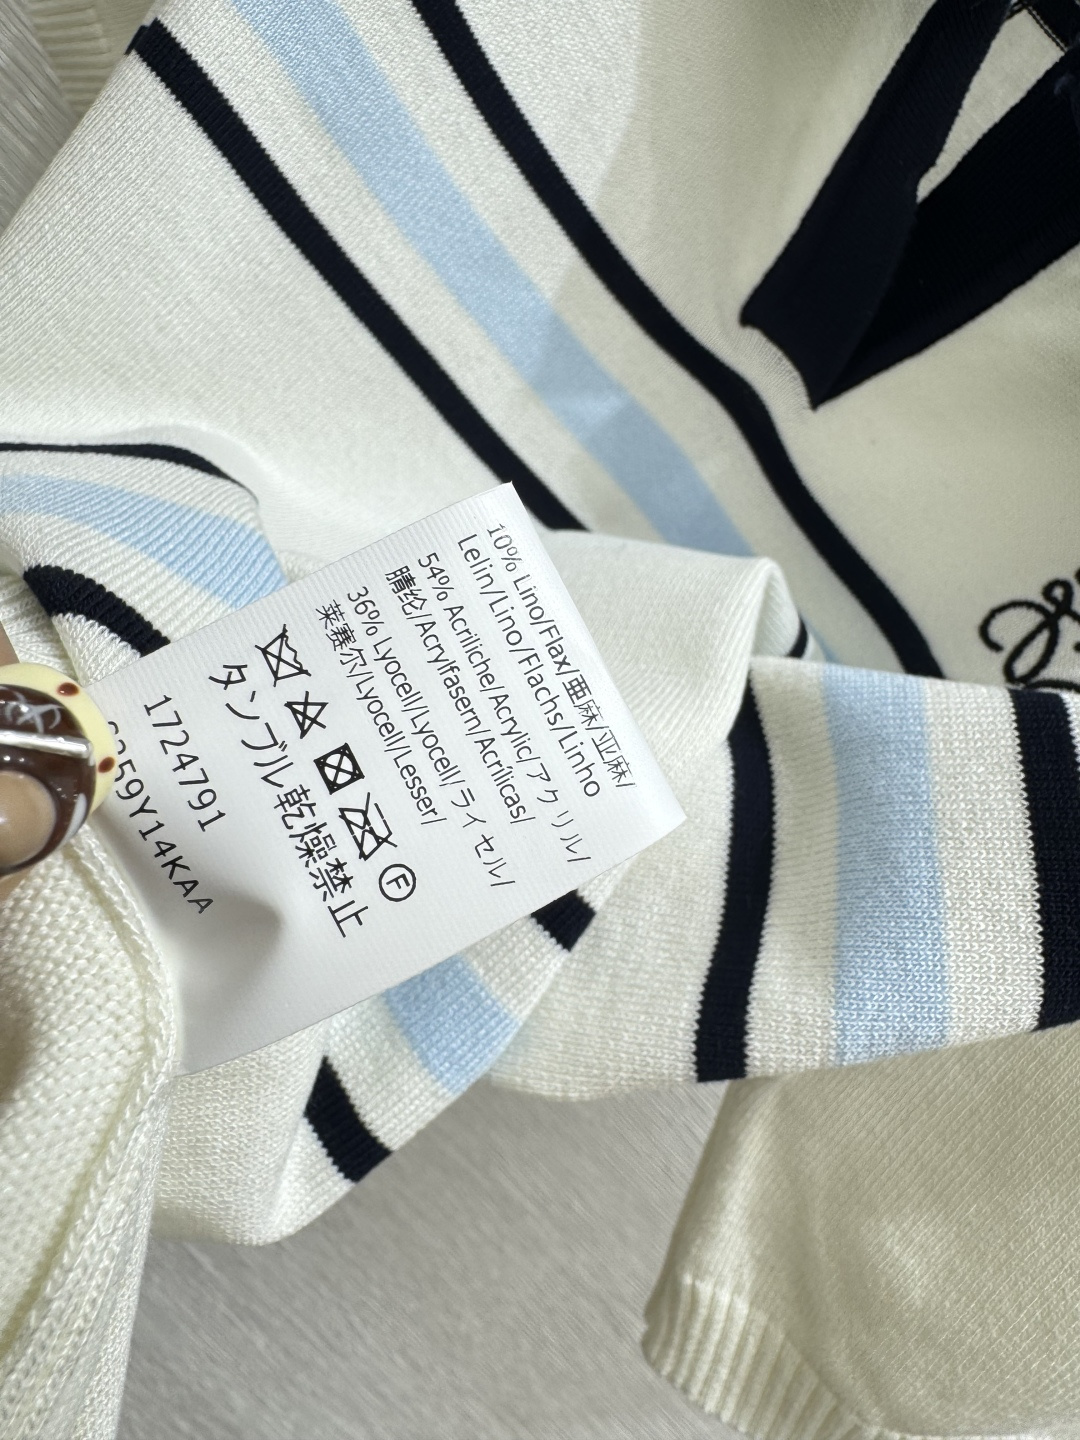 10% Lino/Flax/亜麻/亚麻/
Lelin/Lino/Flachs/Linho
54% Acriliche/Acrylic/アクリル/
腈纶/Acrylfasern/Acrílicas/
36% Lyocell/Lyocell/ライセル/
莱赛尔/Lyocell/Lesser/
F
タンブル乾燥禁止
1724791
S359Y14KAA